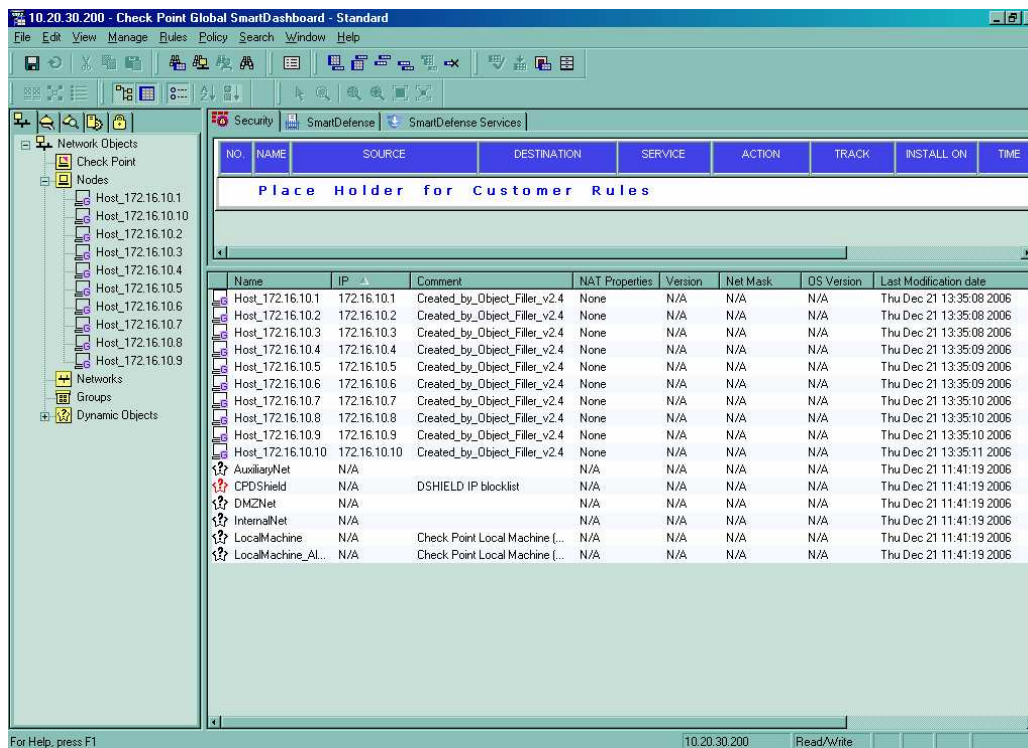 10.20.30.200 - Check Point Global SmartDashboard - Standard
File Edit View Manage Rules Policy Search Window Help
Security SmartDefense SmartDefense Services
Network Objects
Check Point
Nodes
Host_172.16.10.1
Host_172.16.10.10
Host_172.16.10.2
Host_172.16.10.3
Host_172.16.10.4
Host_172.16.10.5
Host_172.16.10.6
Host_172.16.10.7
Host_172.16.10.8
Host_172.16.10.9
Networks
Groups
Dynamic Objects
NO. NAME SOURCE DESTINATION SERVICE ACTION TRACK INSTALL ON TIME
Place Holder for Customer Rules
Name IP Comment NAT Properties Version Net Mask OS Version Last Modification date
Host_172.16.10.1 172.16.10.1 Created_by_Object_Filler_v2.4 None N/A N/A N/A Thu Dec 21 13:35:08 2006
Host_172.16.10.2 172.16.10.2 Created_by_Object_Filler_v2.4 None N/A N/A N/A Thu Dec 21 13:35:08 2006
Host_172.16.10.3 172.16.10.3 Created_by_Object_Filler_v2.4 None N/A N/A N/A Thu Dec 21 13:35:08 2006
Host_172.16.10.4 172.16.10.4 Created_by_Object_Filler_v2.4 None N/A N/A N/A Thu Dec 21 13:35:09 2006
Host_172.16.10.5 172.16.10.5 Created_by_Object_Filler_v2.4 None N/A N/A N/A Thu Dec 21 13:35:09 2006
Host_172.16.10.6 172.16.10.6 Created_by_Object_Filler_v2.4 None N/A N/A N/A Thu Dec 21 13:35:09 2006
Host_172.16.10.7 172.16.10.7 Created_by_Object_Filler_v2.4 None N/A N/A N/A Thu Dec 21 13:35:10 2006
Host_172.16.10.8 172.16.10.8 Created_by_Object_Filler_v2.4 None N/A N/A N/A Thu Dec 21 13:35:10 2006
Host_172.16.10.9 172.16.10.9 Created_by_Object_Filler_v2.4 None N/A N/A N/A Thu Dec 21 13:35:10 2006
Host_172.16.10.10 172.16.10.10 Created_by_Object_Filler_v2.4 None N/A N/A N/A Thu Dec 21 13:35:11 2006
AuxiliaryNet N/A N/A N/A N/A N/A Thu Dec 21 11:41:19 2006
CPDShield N/A DSHIELD IP blocklist N/A N/A N/A N/A Thu Dec 21 11:41:19 2006
DMZNet N/A N/A N/A N/A N/A Thu Dec 21 11:41:19 2006
InternalNet N/A N/A N/A N/A N/A Thu Dec 21 11:41:19 2006
LocalMachine N/A Check Point Local Machine (... N/A N/A N/A N/A Thu Dec 21 11:41:19 2006
LocalMachine_Al... N/A Check Point Local Machine (... N/A N/A N/A N/A Thu Dec 21 11:41:19 2006
For Help, press F1 10.20.30.200 Read/Write